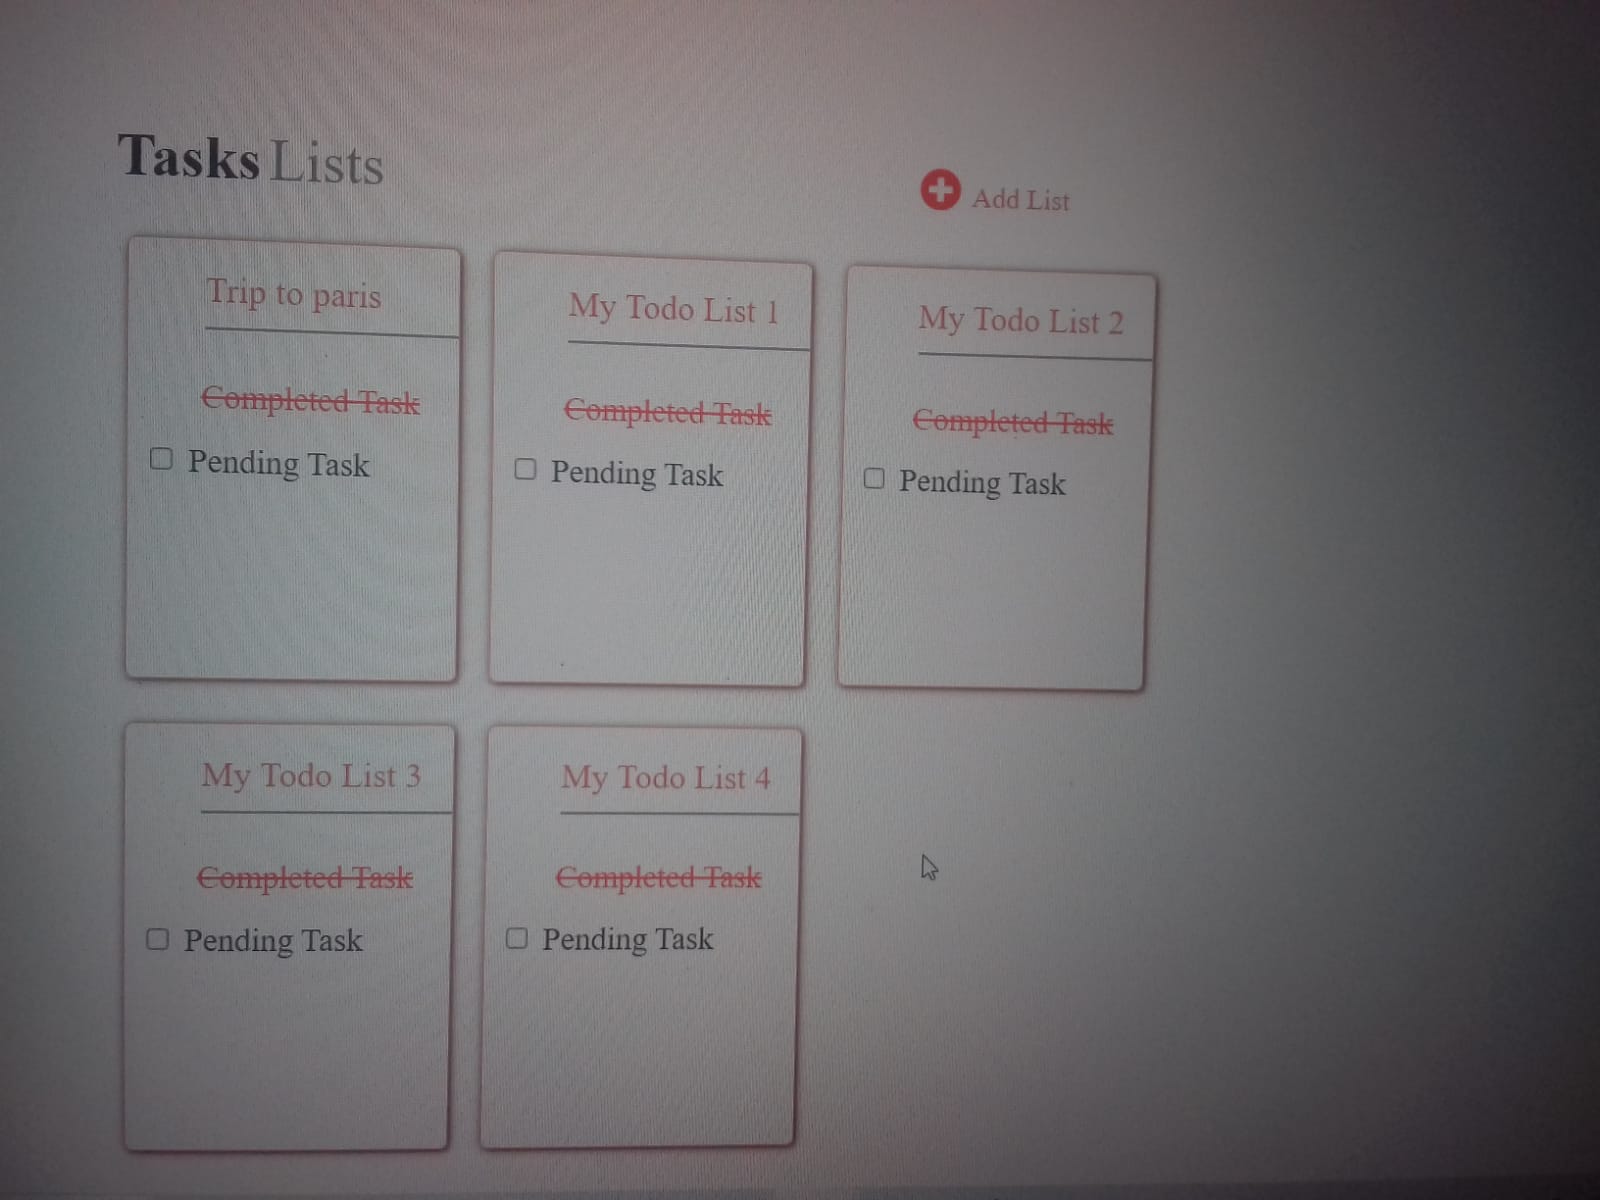 Tasks Lists
Add List
Trip to paris
Completed Task
Pending Task
My Todo List 1
Completed Task
Pending Task
My Todo List 2
Completed Task
Pending Task
My Todo List 3
Completed Task
Pending Task
My Todo List 4
Completed Task
Pending Task